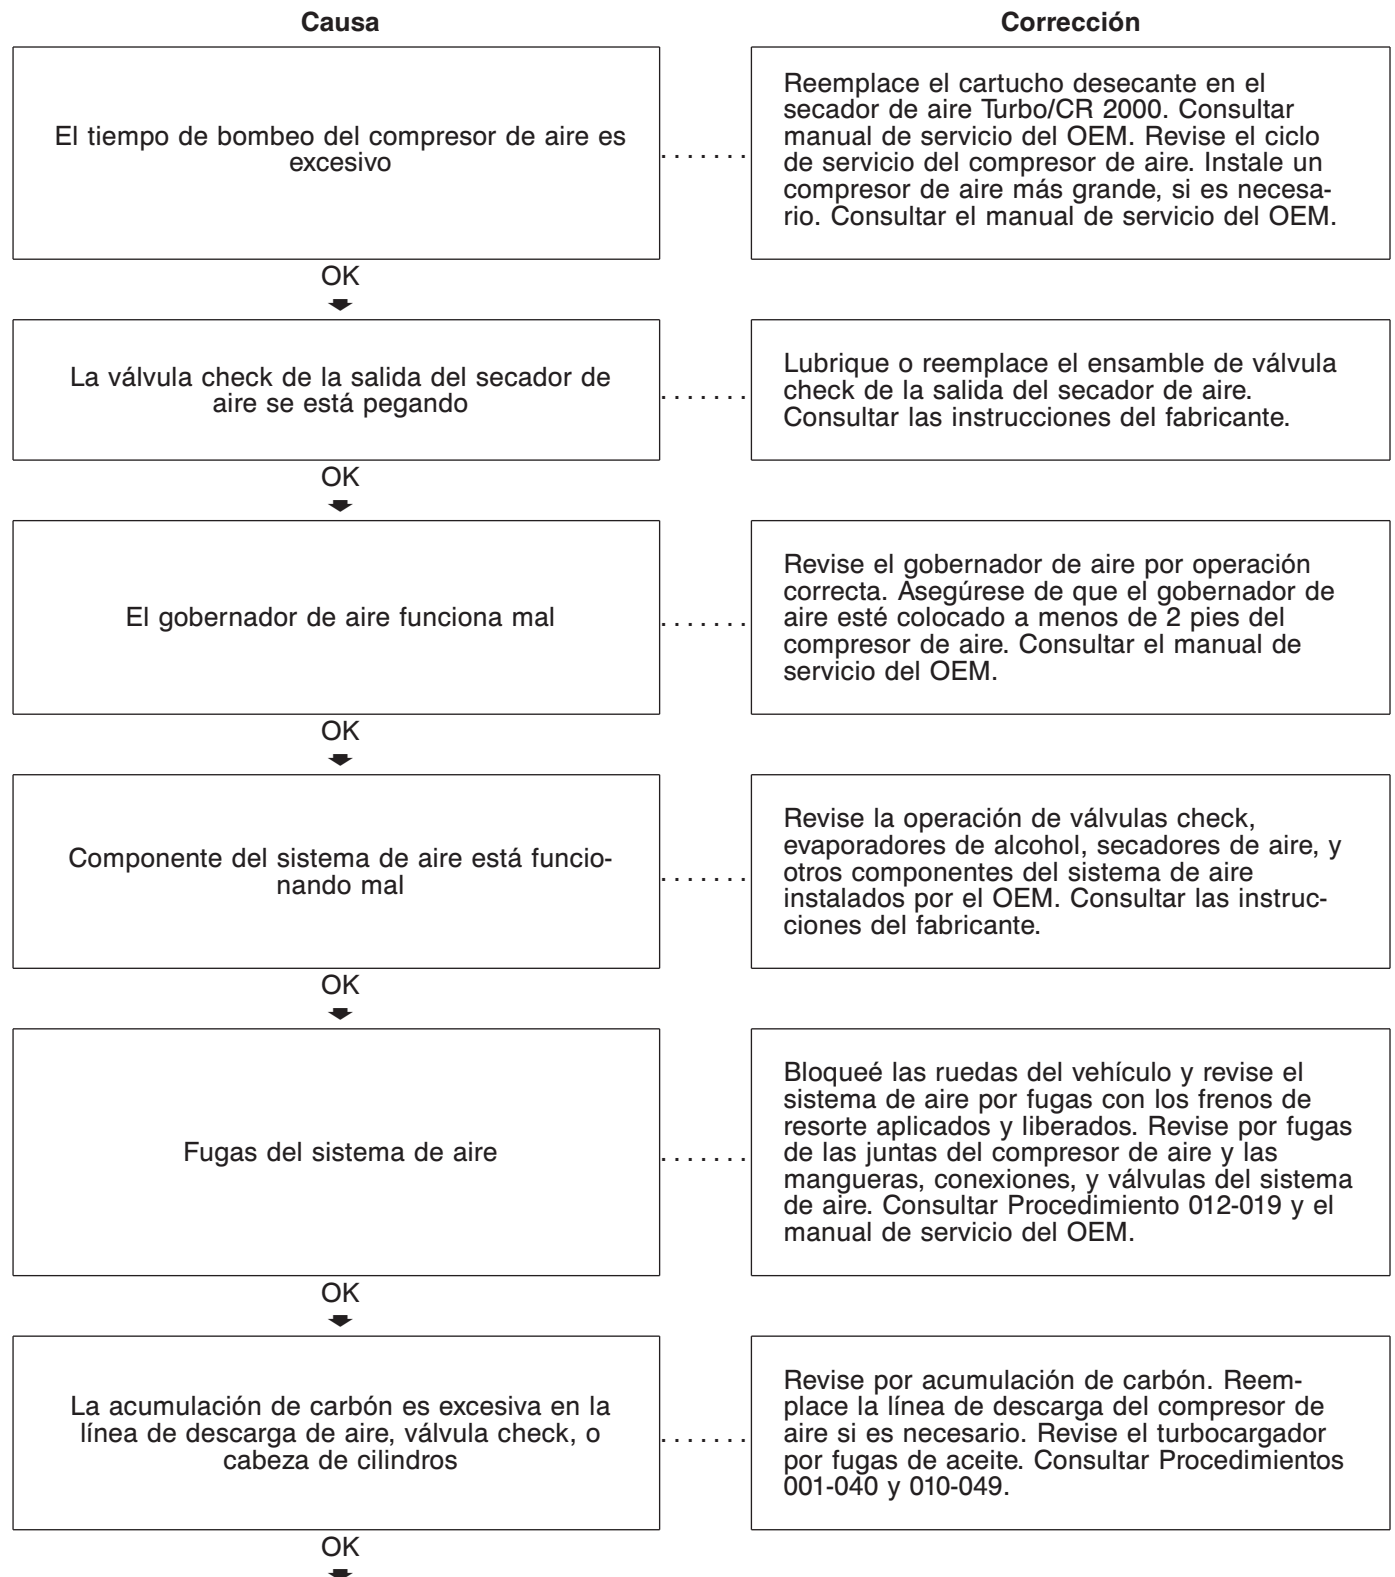 Causa
Corrección
El tiempo de bombeo del compresor de aire es
excesivo
. . . . . . .
Reemplace el cartucho desecante en el
secador de aire Turbo/CR 2000. Consultar
manual de servicio del OEM. Revise el ciclo
de servicio del compresor de aire. Instale un
compresor de aire más grande, si es necesa-
rio. Consultar el manual de servicio del OEM.
OK
La válvula check de la salida del secador de
aire se está pegando
. . . . . . .
Lubrique o reemplace el ensamble de válvula
check de la salida del secador de aire.
Consultar las instrucciones del fabricante.
OK
El gobernador de aire funciona mal
. . . . . . .
Revise el gobernador de aire por operación
correcta. Asegúrese de que el gobernador de
aire esté colocado a menos de 2 pies del
compresor de aire. Consultar el manual de
servicio del OEM.
OK
Componente del sistema de aire está funcio-
nando mal
. . . . . . .
Revise la operación de válvulas check,
evaporadores de alcohol, secadores de aire, y
otros componentes del sistema de aire
instalados por el OEM. Consultar las instruc-
ciones del fabricante.
OK
Fugas del sistema de aire
. . . . . . .
Bloqueé las ruedas del vehículo y revise el
sistema de aire por fugas con los frenos de
resorte aplicados y liberados. Revise por fugas
de las juntas del compresor de aire y las
mangueras, conexiones, y válvulas del sistema
de aire. Consultar Procedimiento 012-019 y el
manual de servicio del OEM.
OK
La acumulación de carbón es excesiva en la
línea de descarga de aire, válvula check, o
cabeza de cilindros
. . . . . . .
Revise por acumulación de carbón. Reem-
place la línea de descarga del compresor de
aire si es necesario. Revise el turbocargador
por fugas de aceite. Consultar Procedimientos
001-040 y 010-049.
OK